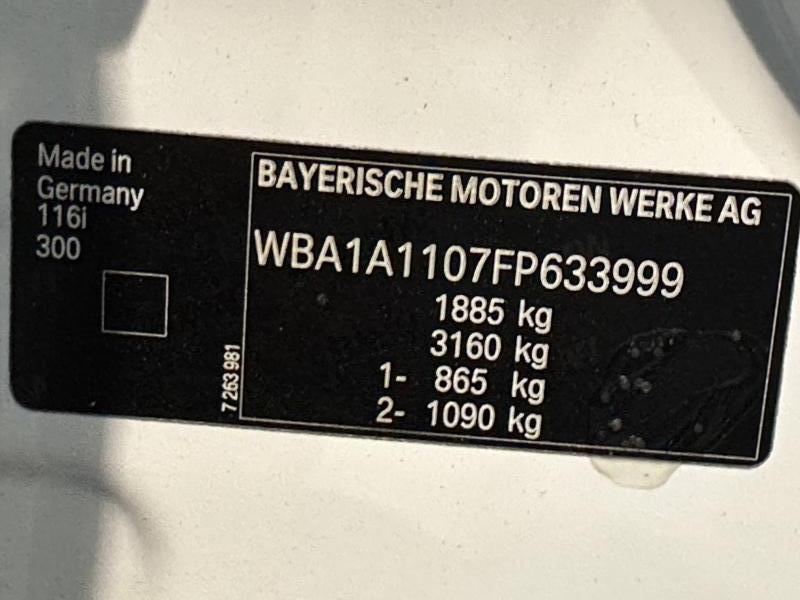 Made in
Germany
116i
300
7 263 981
BAYERISCHE MOTOREN WERKE AG
WBA1A1107FP633999
1885 kg
3160 kg
1- 865 kg
2- 1090 kg